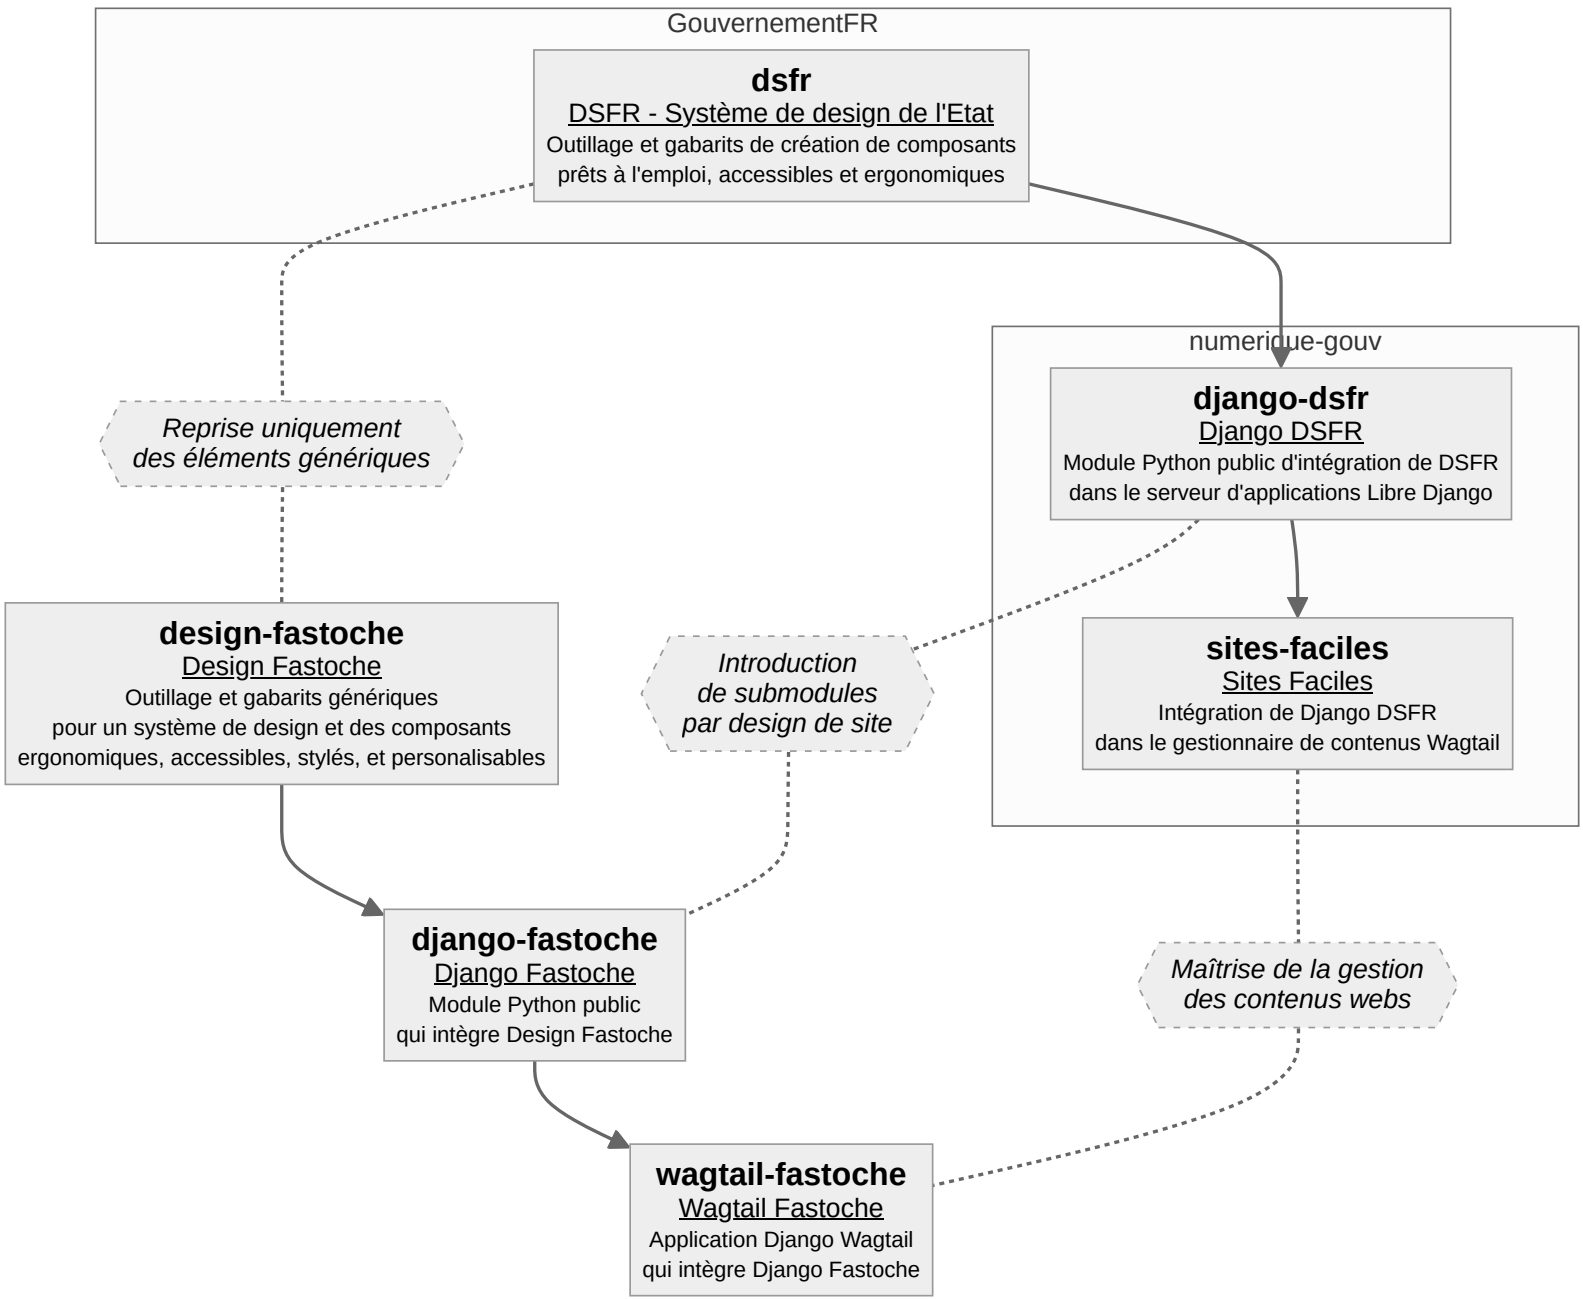 GouvernementFR
dsfr
DSFR - Système de design de l'Etat
Outillage et gabarits de création de composants
prêts à l'emploi, accessibles et ergonomiques
numerique-gouv
django-dsfr
Django DSFR
Module Python public d'intégration de DSFR
dans le serveur d'applications Libre Django
Reprise uniquement
des éléments génériques
design-fastoche
Design Fastoche
Outillage et gabarits génériques
pour un système de design et des composants
ergonomiques, accessibles, stylés, et personalisables
Introduction
de submodules
par design de site
sites-faciles
Sites Faciles
Intégration de Django DSFR
dans le gestionnaire de contenus Wagtail
django-fastoche
Django Fastoche
Module Python public
qui intègre Design Fastoche
Maîtrise de la gestion
des contenus webs
wagtail-fastoche
Wagtail Fastoche
Application Django Wagtail
qui intègre Django Fastoche